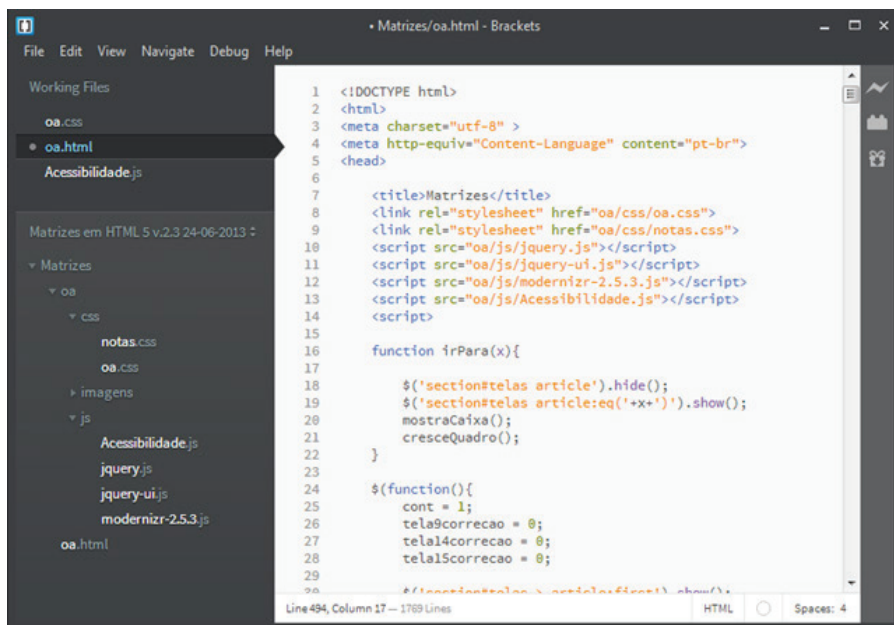 • Matrizes/oa.html - Brackets
File Edit View Navigate Debug Help
Working Files
oa.css
oa.html
Acessibilidade.js
Matrizes em HTML 5 v.2.3 24-06-2013
Matrizes
oa
css
notas.css
oa.css
imagens
js
Acessibilidade.js
jquery.js
jquery-ui.js
modernizr-2.5.3.js
oa.html
1 <!DOCTYPE html>
2 <html>
3 <meta charset="utf-8" >
4 <meta http-equiv="Content-Language" content="pt-br">
5 <head>
6
7 <title>Matrizes</title>
8 <link rel="stylesheet" href="oa/css/oa.css">
9 <link rel="stylesheet" href="oa/css/notas.css">
10 <script src="oa/js/jquery.js"></script>
11 <script src="oa/js/jquery-ui.js"></script>
12 <script src="oa/js/modernizr-2.5.3.js"></script>
13 <script src="oa/js/Acessibilidade.js"></script>
14 <script>
15
16 function irPara(x){
17
18 $('section#telas article').hide();
19 $('section#telas article:eq('+x+')').show();
20 mostraCaixa();
21 cresceQuadro();
22 }
23
24 $(function(){
25 cont = 1;
26 tela9correcao = 0;
27 tela14correcao = 0;
28 tela15correcao = 0;
29
30 $('section#telas > article:first').show();
Line 494, Column 17 — 1769 Lines
HTML
Spaces: 4